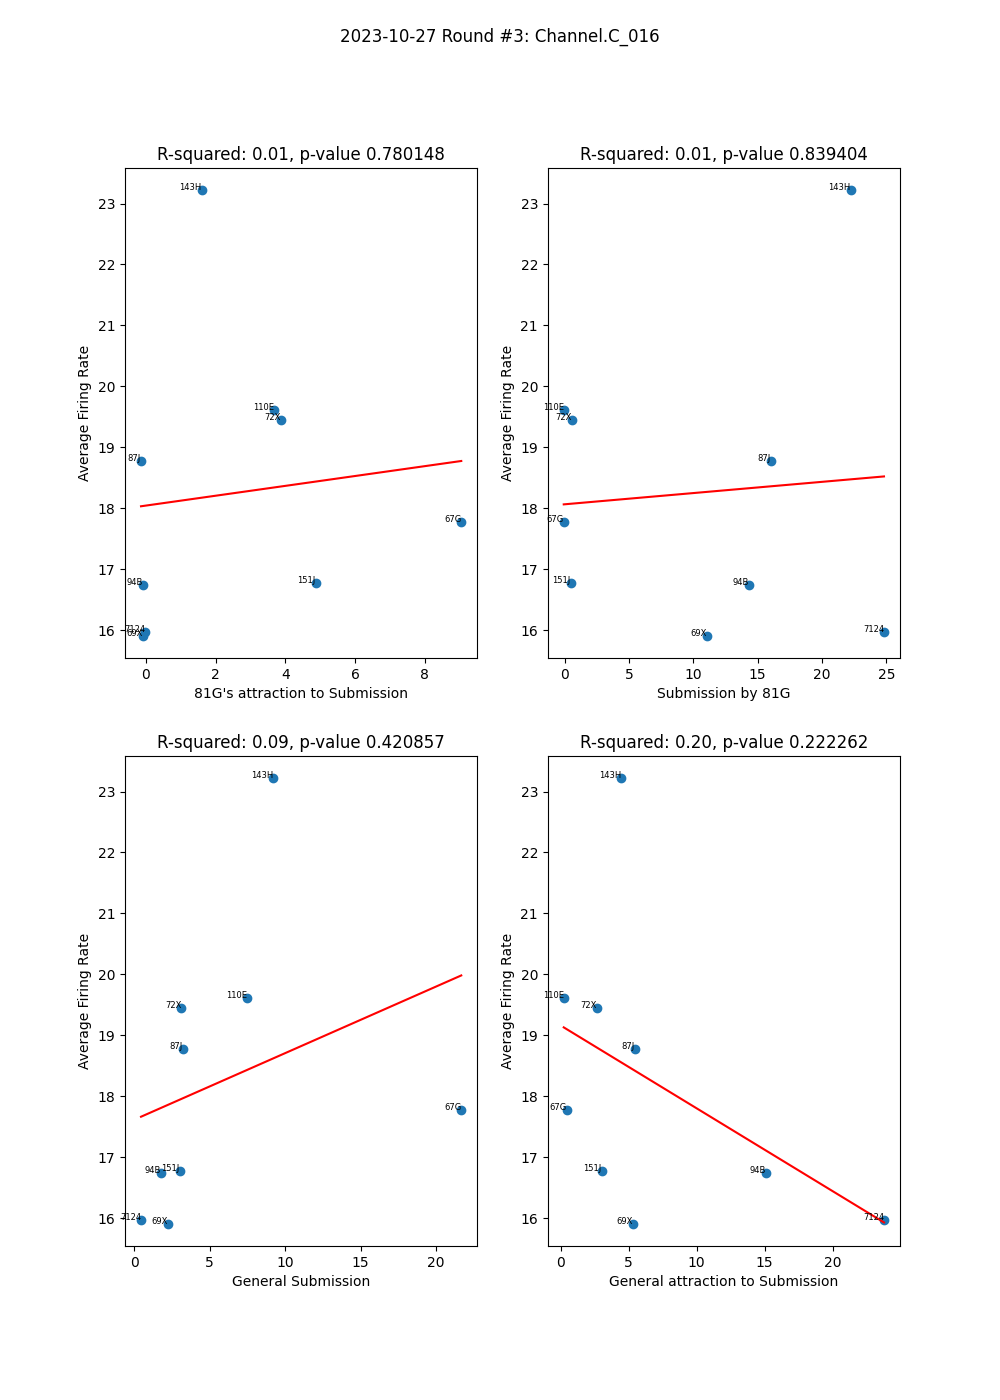 2023-10-27 Round #3: Channel.C_016
R-squared: 0.01, p-value 0.780148
Average Firing Rate
23
22
21
20
19
18
17
16
143H
110E
72X
87J
67G
94B
151J
7124
69X
0 2 4 6 8
81G's attraction to Submission
R-squared: 0.01, p-value 0.839404
Average Firing Rate
23
22
21
20
19
18
17
16
143H
110E
72X
87J
67G
151J
94B
69X
7124
0 5 10 15 20 25
Submission by 81G
R-squared: 0.09, p-value 0.420857
Average Firing Rate
23
22
21
20
19
18
17
16
143H
110E
72X
87J
67G
94B
151J
7124
69X
0 5 10 15 20
General Submission
R-squared: 0.20, p-value 0.222262
Average Firing Rate
23
22
21
20
19
18
17
16
143H
110E
72X
87J
67G
151J
94B
69X
7124
0 5 10 15 20
General attraction to Submission